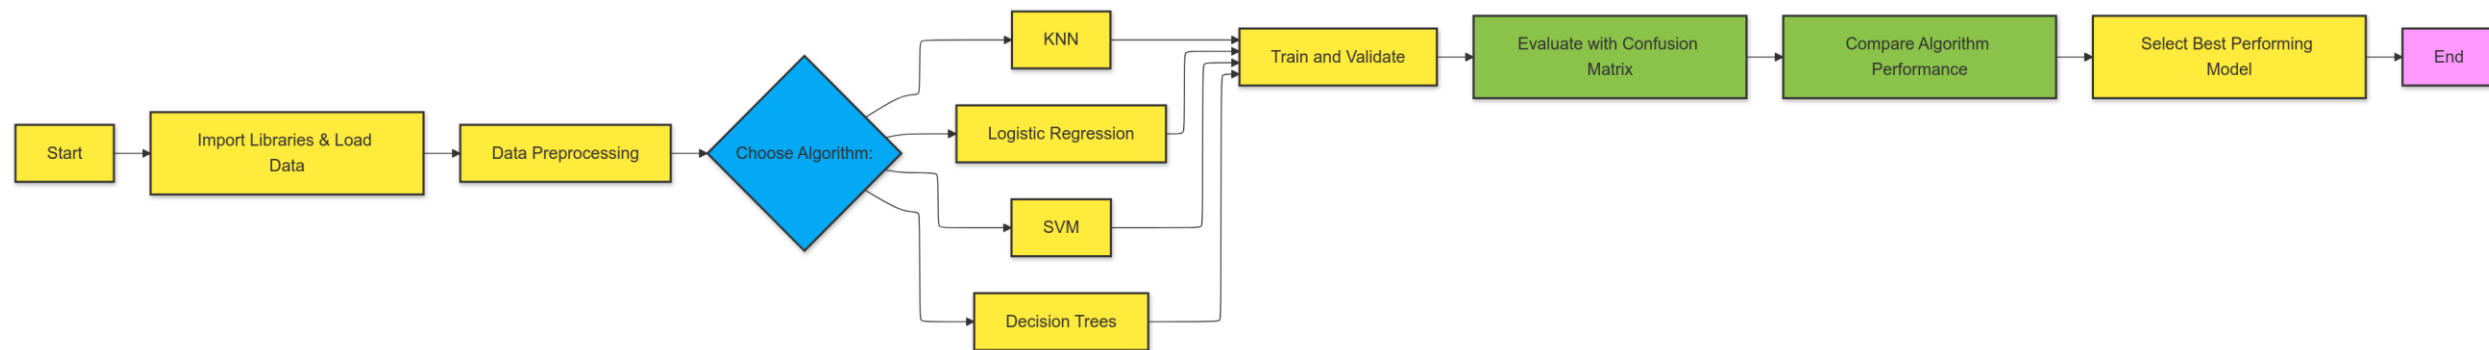 Start
Import Libraries & Load
Data
Data Preprocessing
Choose Algorithm:
KNN
Logistic Regression
SVM
Decision Trees
Train and Validate
Evaluate with Confusion
Matrix
Compare Algorithm
Performance
Select Best Performing
Model
End